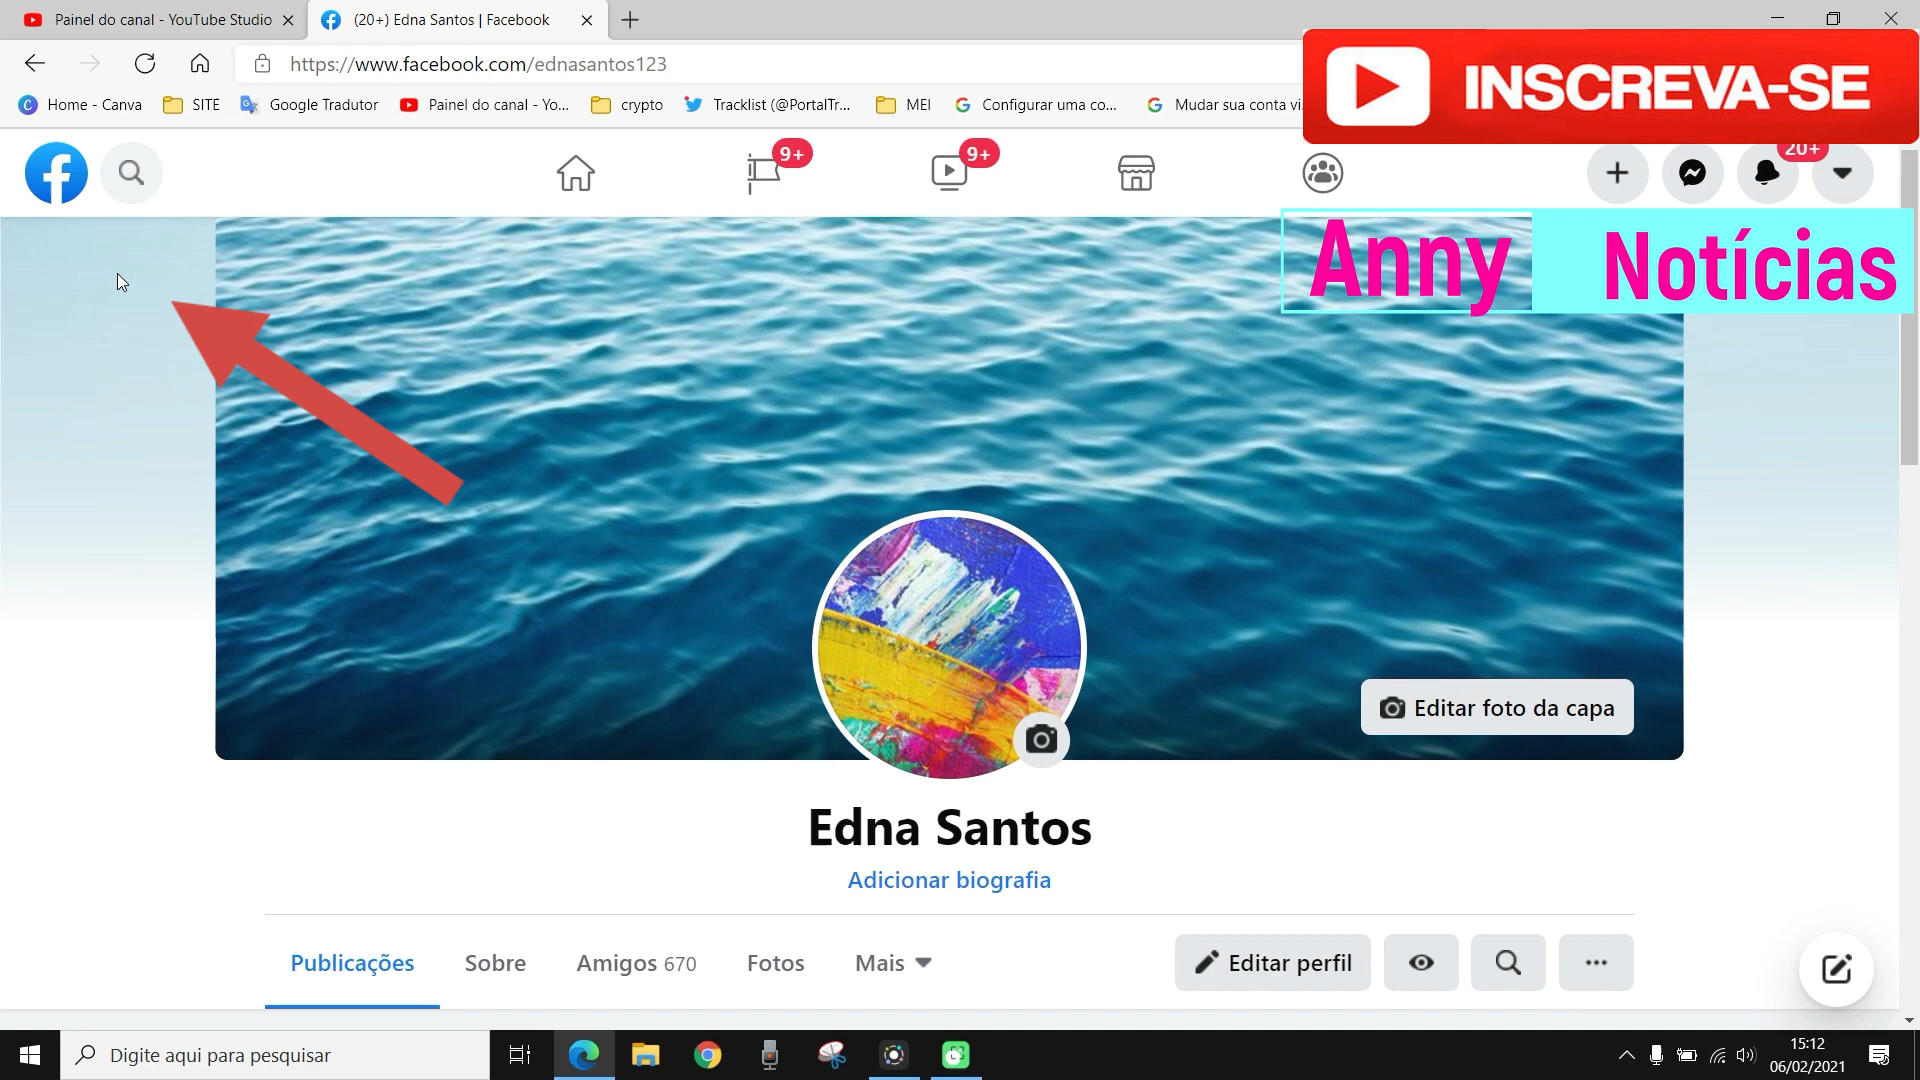 Painel do canal - YouTube Studio
(20+) Edna Santos | Facebook
https://www.facebook.com/ednasantos123
Home - Canva
SITE
Google Tradutor
Painel do canal - Yo...
crypto
Tracklist (@PortalTr...
MEI
Configurar uma co...
Mudar sua conta vi
INSCREVA-SE
9+
9+
20+
Anny Notícias
Editar foto da capa
Edna Santos
Adicionar biografia
Publicações
Sobre
Amigos 670
Fotos
Mais
Editar perfil
Digite aqui para pesquisar
15:12
06/02/2021